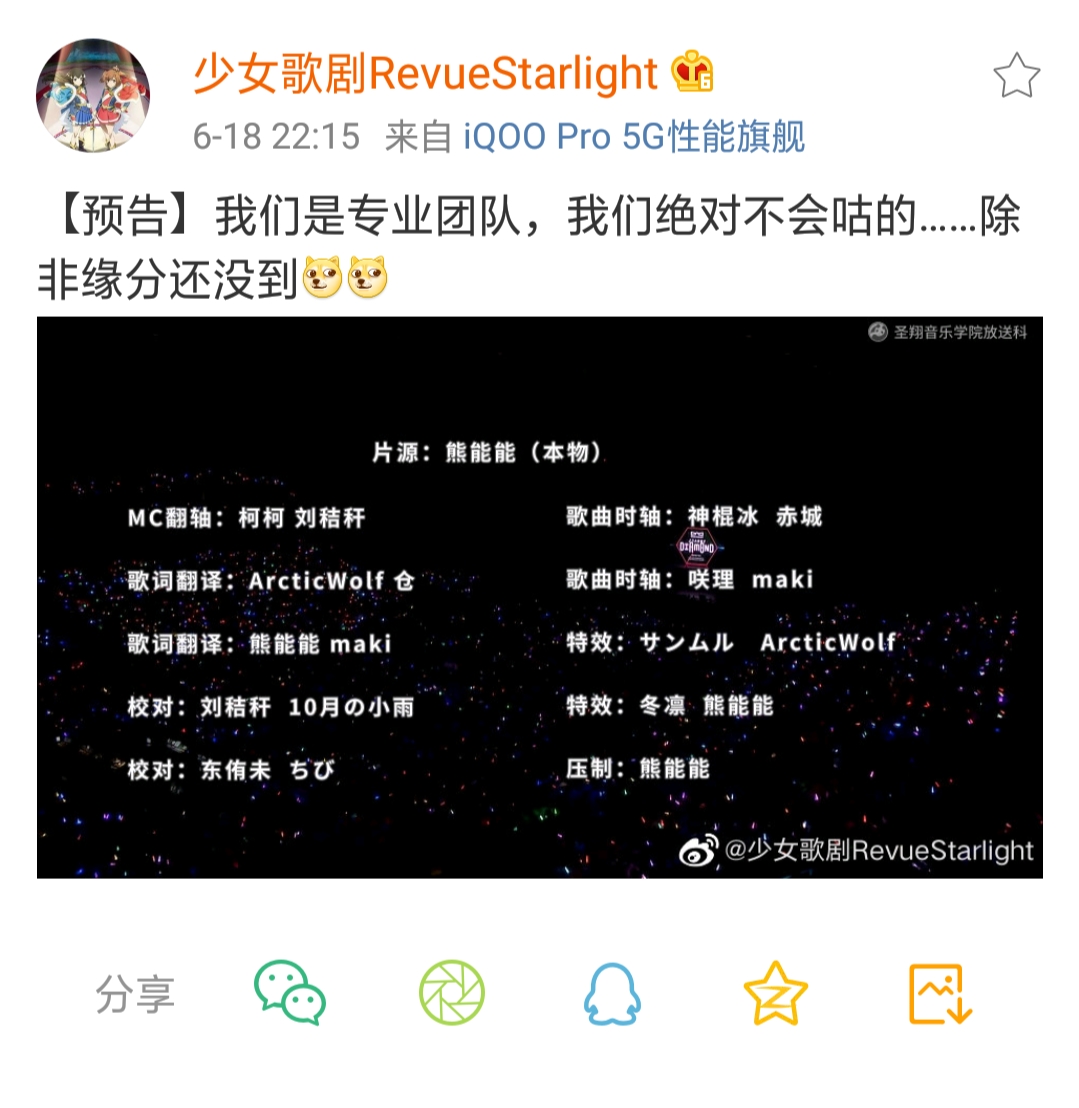 少女歌剧RevueStarlight
6-18 22:15 来自 iQOO Pro 5G性能旗舰
【预告】我们是专业团队，我们绝对不会咕的……除
非缘分还没到
圣翔音乐学院放送科
片源：熊能能（本物）
MC翻轴：柯柯 刘秸秆
歌曲时轴：神棍冰 赤城
DIAMOND
歌词翻译：ArcticWolf 仓
歌曲时轴：咲理 maki
歌词翻译：熊能能 maki
特效：サンムル ArcticWolf
校对：刘秸秆 10月の小雨
特效：冬凛 熊能能
校对：东侑未 ちび
压制：熊能能
@少女歌剧RevueStarlight
分享